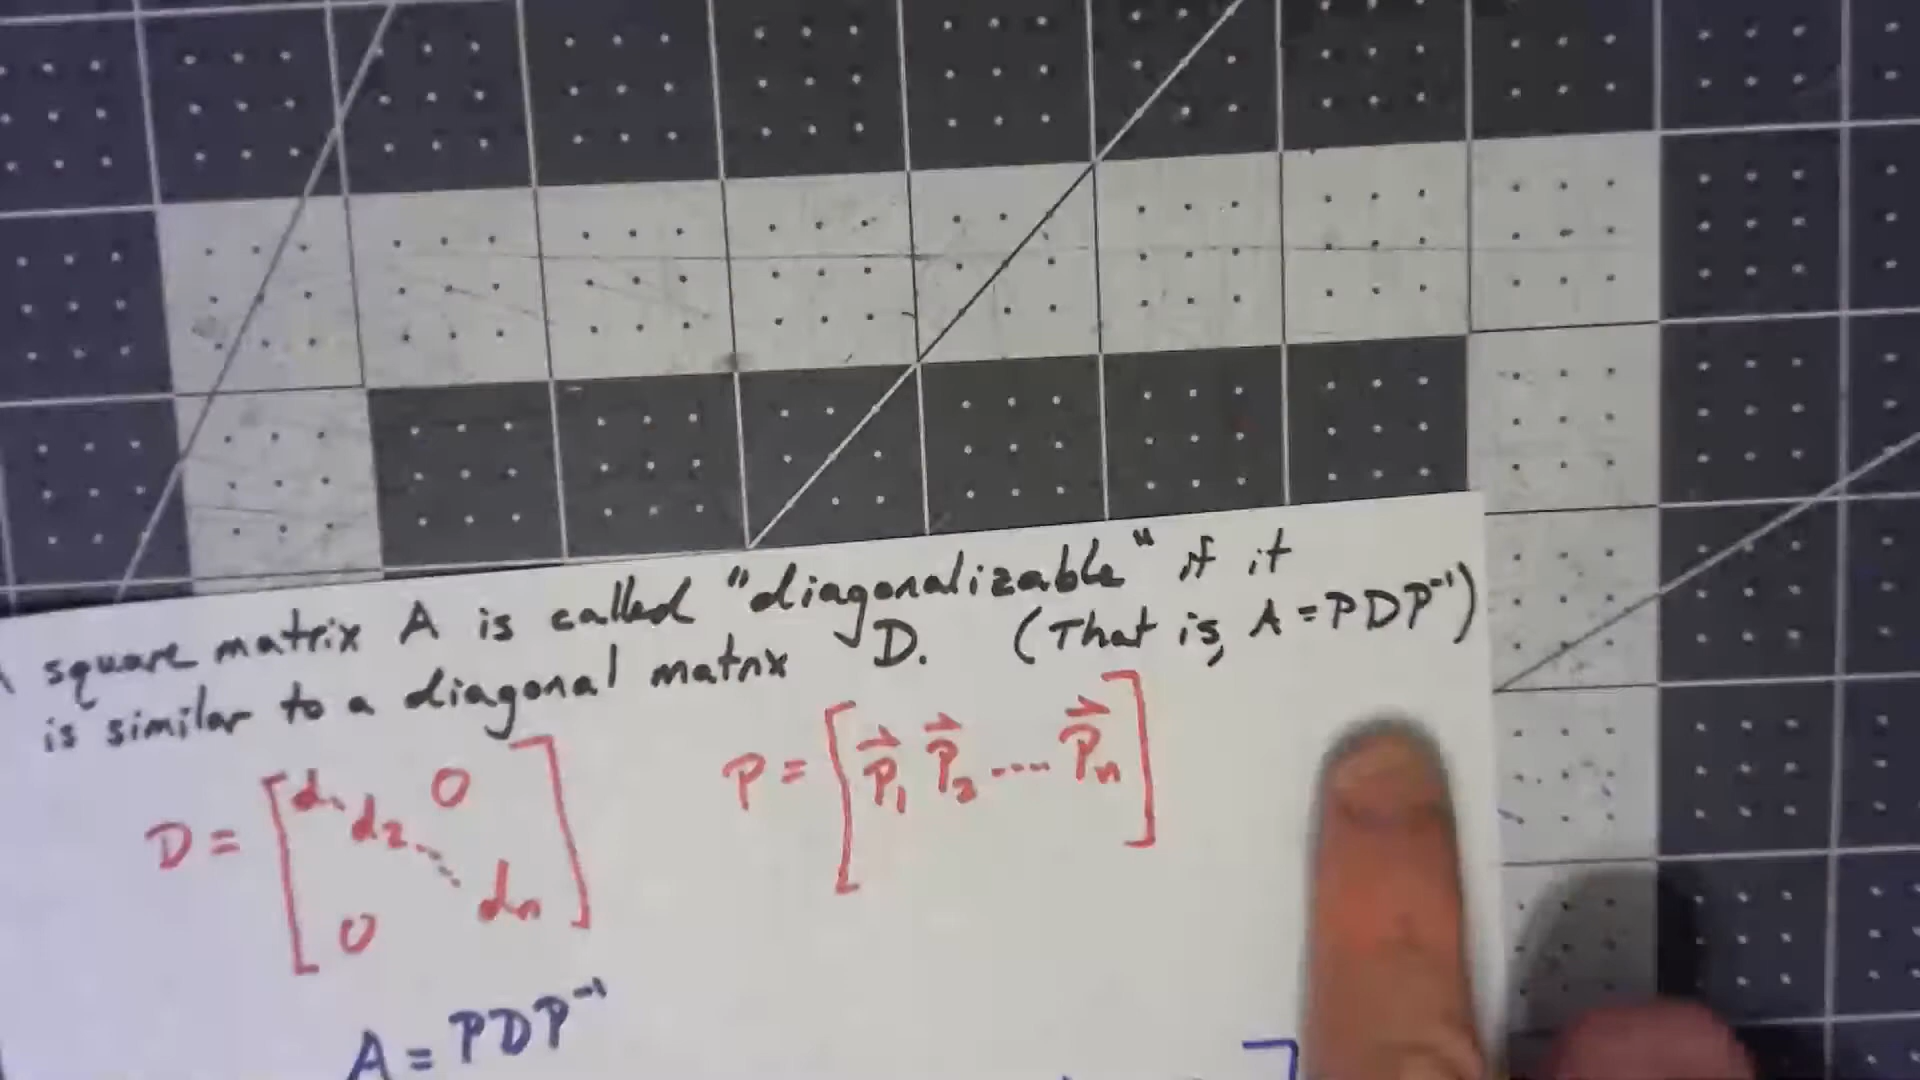 A square matrix A is called "diagonalizable" if it
is similar to a diagonal matrix D. (That is, A = PDP⁻¹)
D = [d₁ d₂ ... dₙ 0 0] P = [p⃗₁ p⃗₂ .... p⃗ₙ]
A = PDP⁻¹